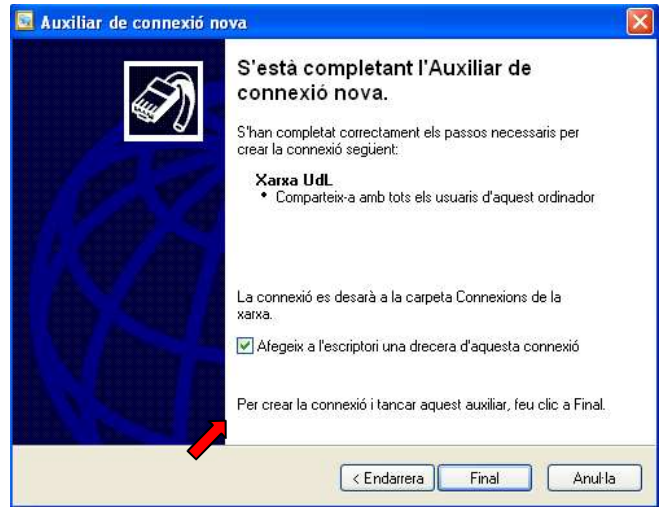 Auxiliar de connexió nova
S'està completant l'Auxiliar de
connexió nova.
S'han completat correctament els passos necessaris per
crear la connexió següent:
Xarxa UdL
• Comparteix-a amb tots els usuaris d'aquest ordinador
La connexió es desarà a la carpeta Connexions de la
xarxa.
Afegeix a l'escriptori una drecera d'aquesta connexió
Per crear la connexió i tancar aquest auxiliar, feu clic a Final.
< Endarrera Final Anul·la